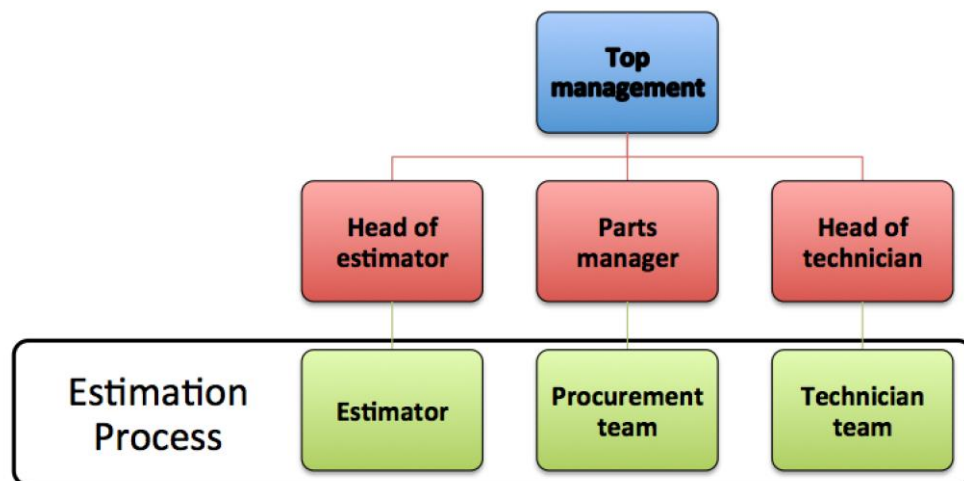 Top
management
Head of
estimator
Parts
manager
Head of
technician
Estimation
Process
Estimator
Procurement
team
Technician
team